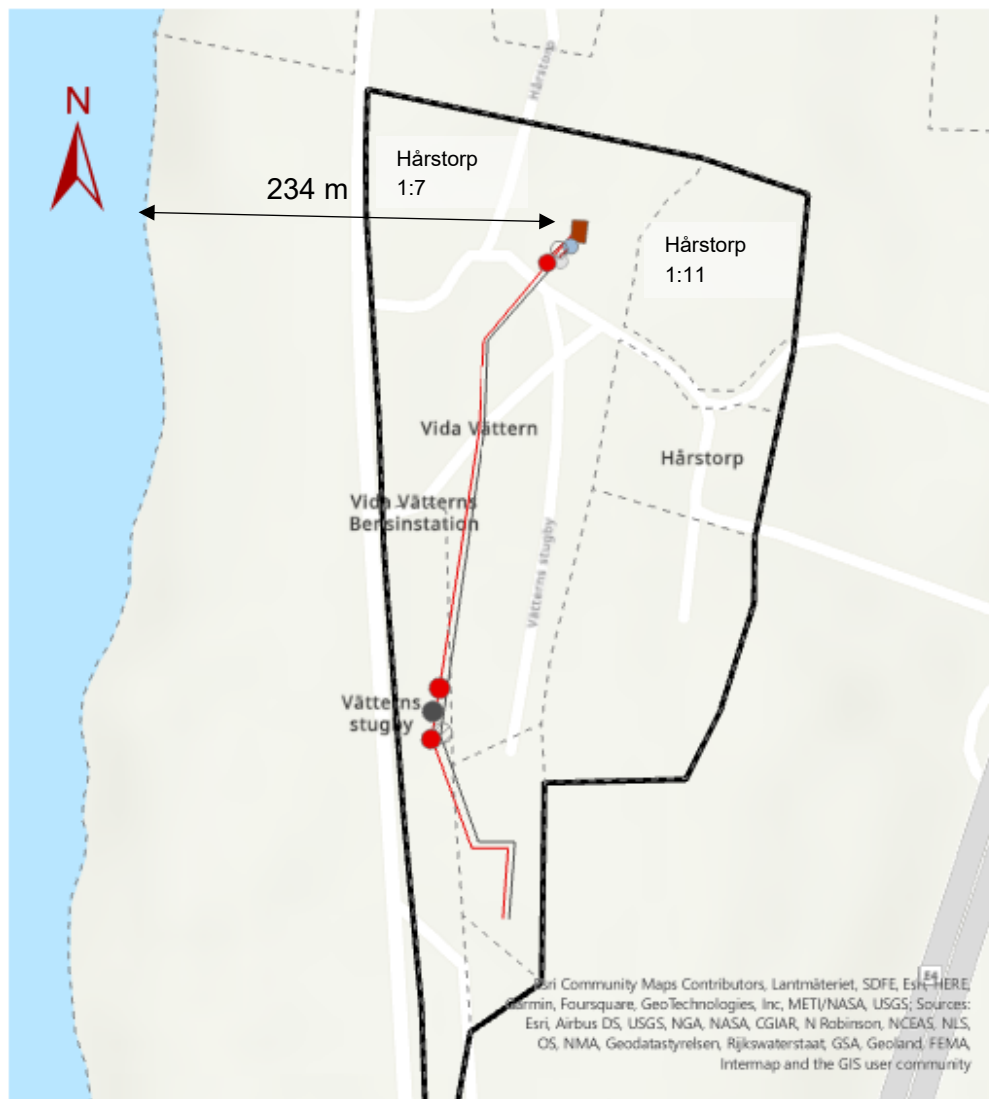 N
Hårstorp
Hårstorp
1:7
234 m
Hårstorp
1:11
Vida Vättern
Hårstorp
Vida Vätterns
Bensinstation
Vätterns stugby
Vätterns
stugby
E4
Esri Community Maps Contributors, Lantmäteriet, SDFE, Esri, HERE,
Garmin, Foursquare, GeoTechnologies, Inc, METI/NASA, USGS; Sources:
Esri, Airbus DS, USGS, NGA, NASA, CGIAR, N Robinson, NCEAS, NLS,
OS, NMA, Geodatastyrelsen, Rijkswaterstaat, GSA, Geoland, FEMA,
Intermap and the GIS user community